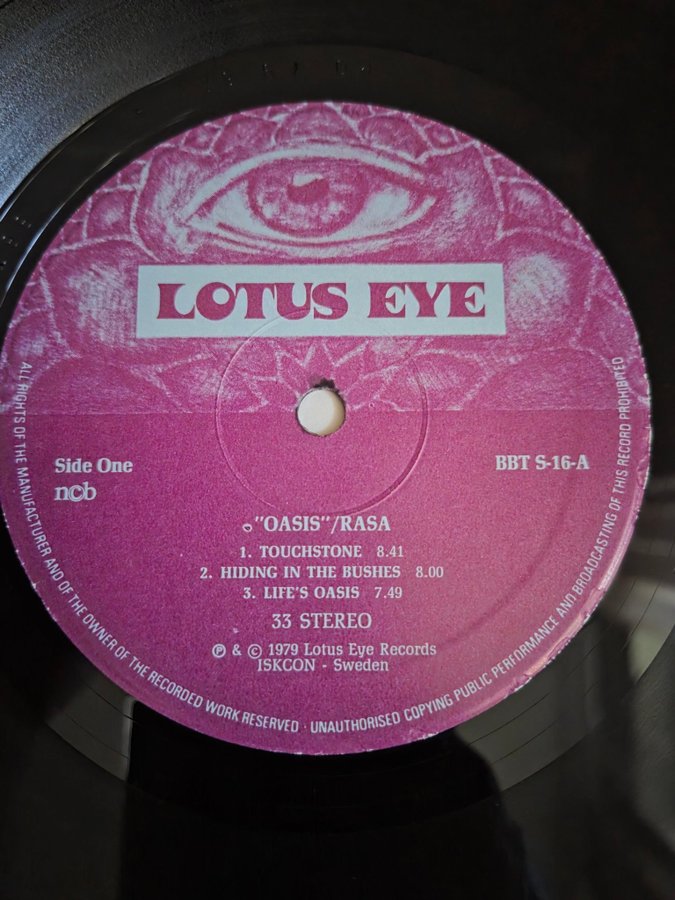 LOTUS EYE
Side One
ncb
BBT S-16-A
"OASIS"/RASA
1. TOUCHSTONE 8.41
2. HIDING IN THE BUSHES 8.00
3. LIFE'S OASIS 7.49
33 STEREO
℗ & © 1979 Lotus Eye Records
ISKCON - Sweden
ALL RIGHTS OF THE MANUFACTURER AND OF THE OWNER OF THE RECORDED WORK RESERVED · UNAUTHORISED COPYING PUBLIC PERFORMANCE AND BROADCASTING OF THIS RECORD PROHIBITED